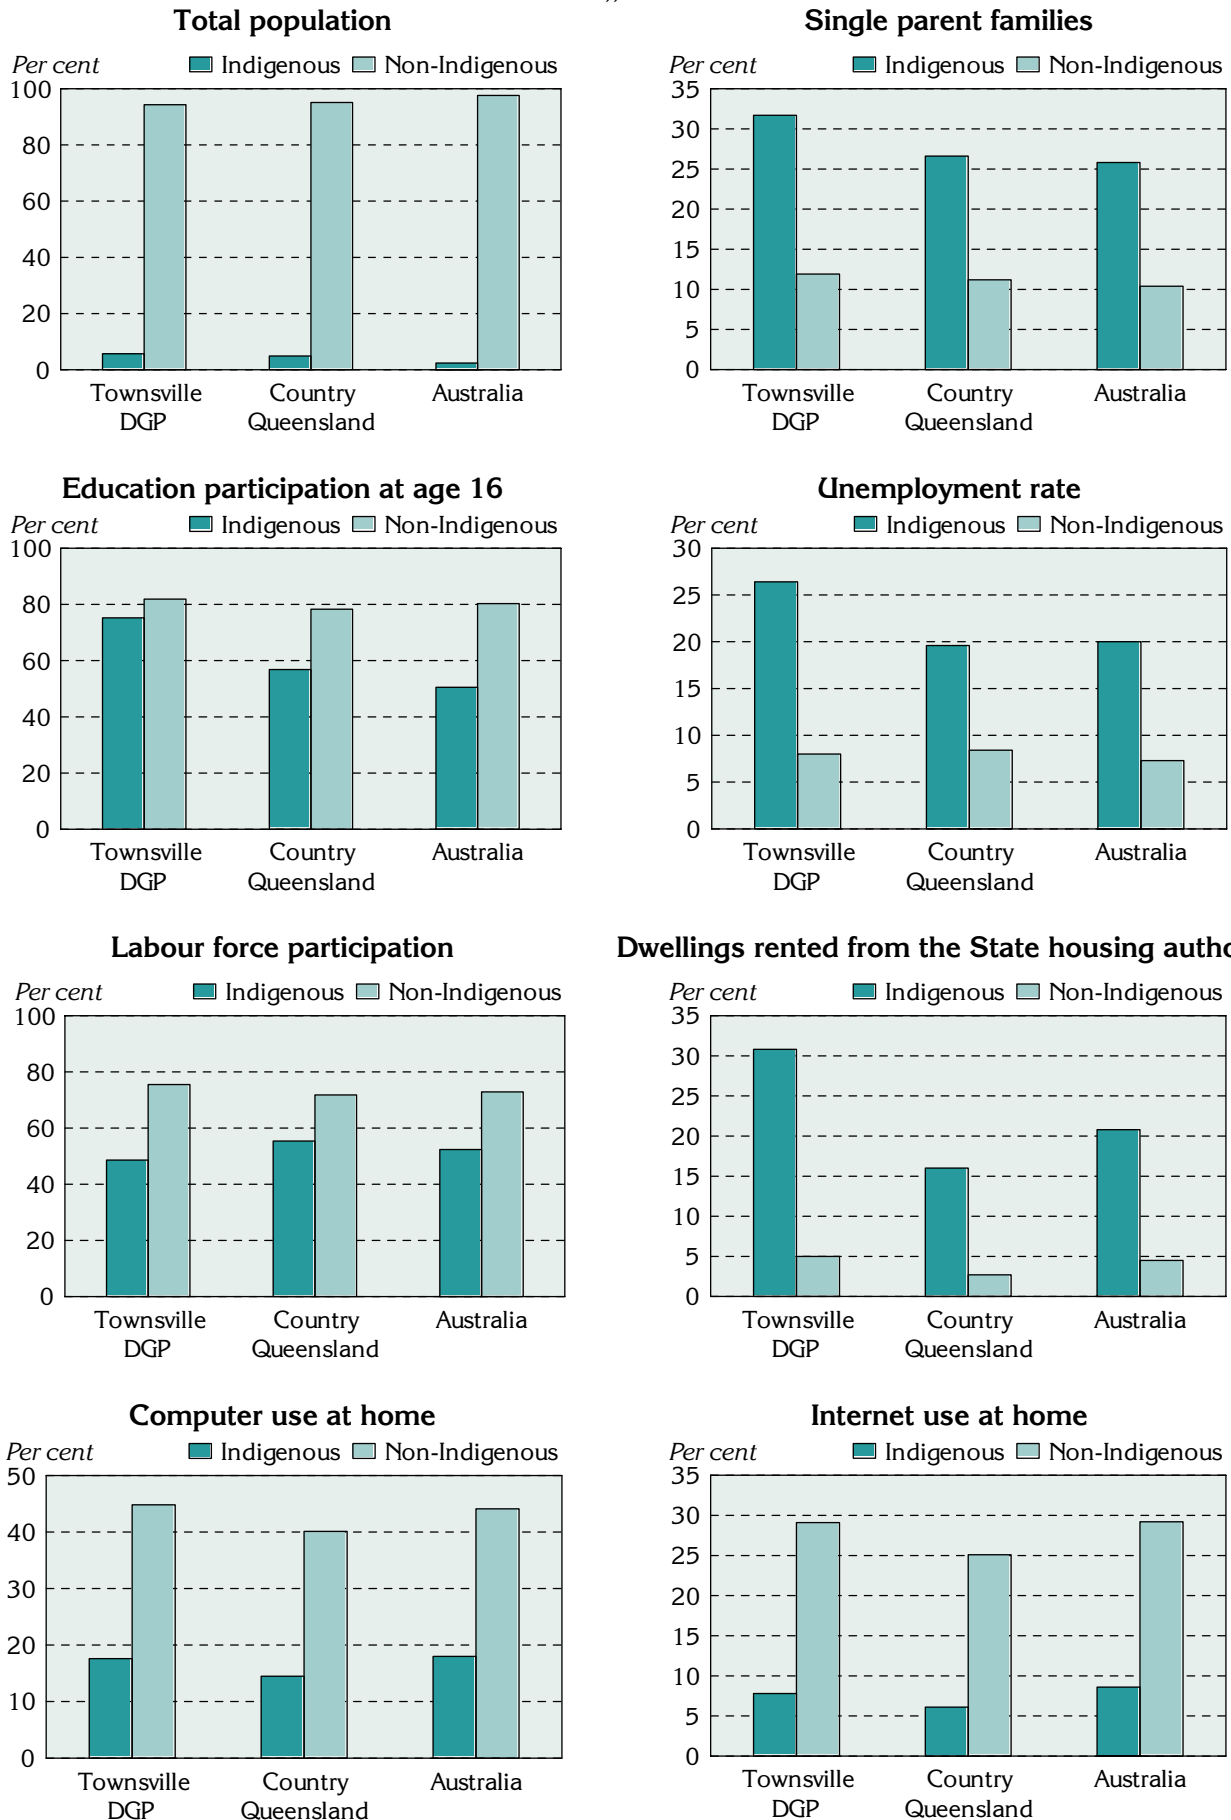 Total population
Per cent Indigenous Non-Indigenous
100
80
60
40
20
0
Townsville DGP
Country Queensland
Australia
Single parent families
Per cent Indigenous Non-Indigenous
35
30
25
20
15
10
5
0
Townsville DGP
Country Queensland
Australia
Education participation at age 16
Per cent Indigenous Non-Indigenous
100
80
60
40
20
0
Townsville DGP
Country Queensland
Australia
Unemployment rate
Per cent Indigenous Non-Indigenous
30
25
20
15
10
5
0
Townsville DGP
Country Queensland
Australia
Labour force participation
Per cent Indigenous Non-Indigenous
100
80
60
40
20
0
Townsville DGP
Country Queensland
Australia
Dwellings rented from the State housing autho
Per cent Indigenous Non-Indigenous
35
30
25
20
15
10
5
0
Townsville DGP
Country Queensland
Australia
Computer use at home
Per cent Indigenous Non-Indigenous
50
40
30
20
10
0
Townsville DGP
Country Queensland
Australia
Internet use at home
Per cent Indigenous Non-Indigenous
35
30
25
20
15
10
5
0
Townsville DGP
Country Queensland
Australia